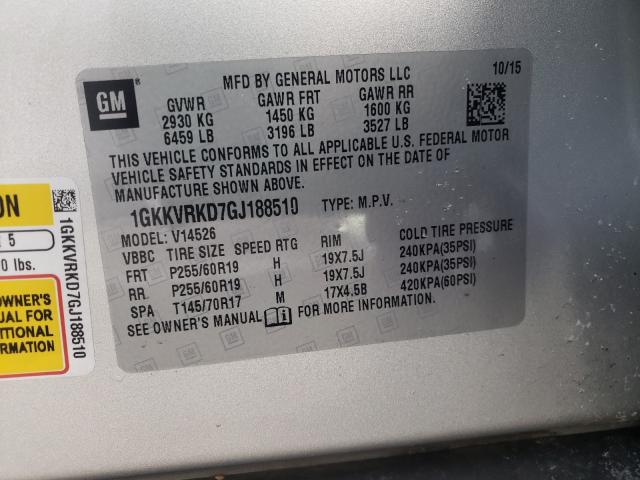 GM
MFD BY GENERAL MOTORS LLC 10/15
GVWR GAWR FRT GAWR RR
2930 KG 1450 KG 1600 KG
6459 LB 3196 LB 3527 LB
THIS VEHICLE CONFORMS TO ALL APPLICABLE U.S. FEDERAL MOTOR
VEHICLE SAFETY STANDARDS IN EFFECT ON THE DATE OF
MANUFACTURE SHOWN ABOVE.
1GKKVRKD7GJ188510 TYPE: M.P.V.
MODEL: V14526
VBBC TIRE SIZE SPEED RTG RIM COLD TIRE PRESSURE
FRT P255/60R19 H 19X7.5J 240KPA(35PSI)
RR P255/60R19 H 19X7.5J 240KPA(35PSI)
SPA T145/70R17 M 17X4.5B 420KPA(60PSI)
SEE OWNER'S MANUAL FOR MORE INFORMATION.
ON
5
0 lbs.
OWNER'S
UAL FOR
ITIONAL
RMATION
1GKKVRKD7GJ188510